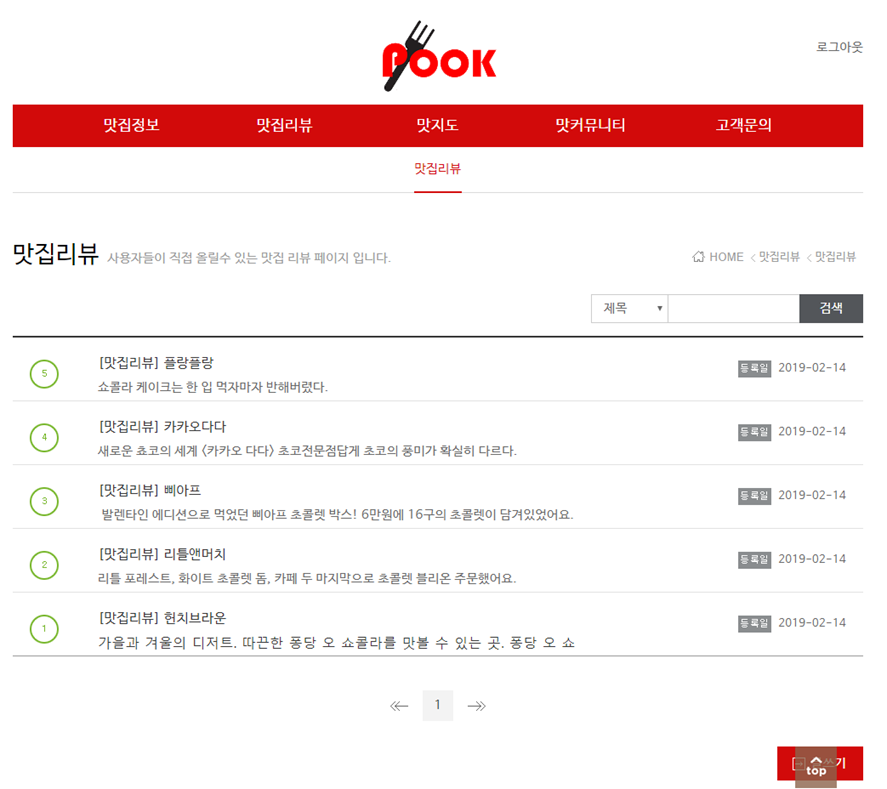 POOK
로그아웃
맛집정보 맛집리뷰 맛지도 맛커뮤니티 고객문의
맛집리뷰
맛집리뷰 사용자들이 직접 올릴수 있는 맛집 리뷰 페이지 입니다. HOME < 맛집리뷰 < 맛집리뷰
제목 ▼ 검색
5 [맛집리뷰] 플랑플랑 등록일 2019-02-14
쇼콜라 케이크는 한 입 먹자마자 반해버렸다.
4 [맛집리뷰] 카카오다다 등록일 2019-02-14
새로운 쵸코의 세계 <카카오 다다> 초코전문점답게 초코의 풍미가 확실히 다르다.
3 [맛집리뷰] 삐아프 등록일 2019-02-14
발렌타인 에디션으로 먹었던 삐아프 초콜렛 박스! 6만원에 16구의 초콜렛이 담겨있었어요.
2 [맛집리뷰] 리틀앤머치 등록일 2019-02-14
리틀 포레스트, 화이트 초콜렛 돔, 카페 두 마지막으로 초콜렛 블리온 주문했어요.
1 [맛집리뷰] 헌치브라운 등록일 2019-02-14
가을과 겨울의 디저트. 따끈한 퐁당 오 쇼콜라를 맛볼 수 있는 곳. 퐁당 오 쇼
1
top